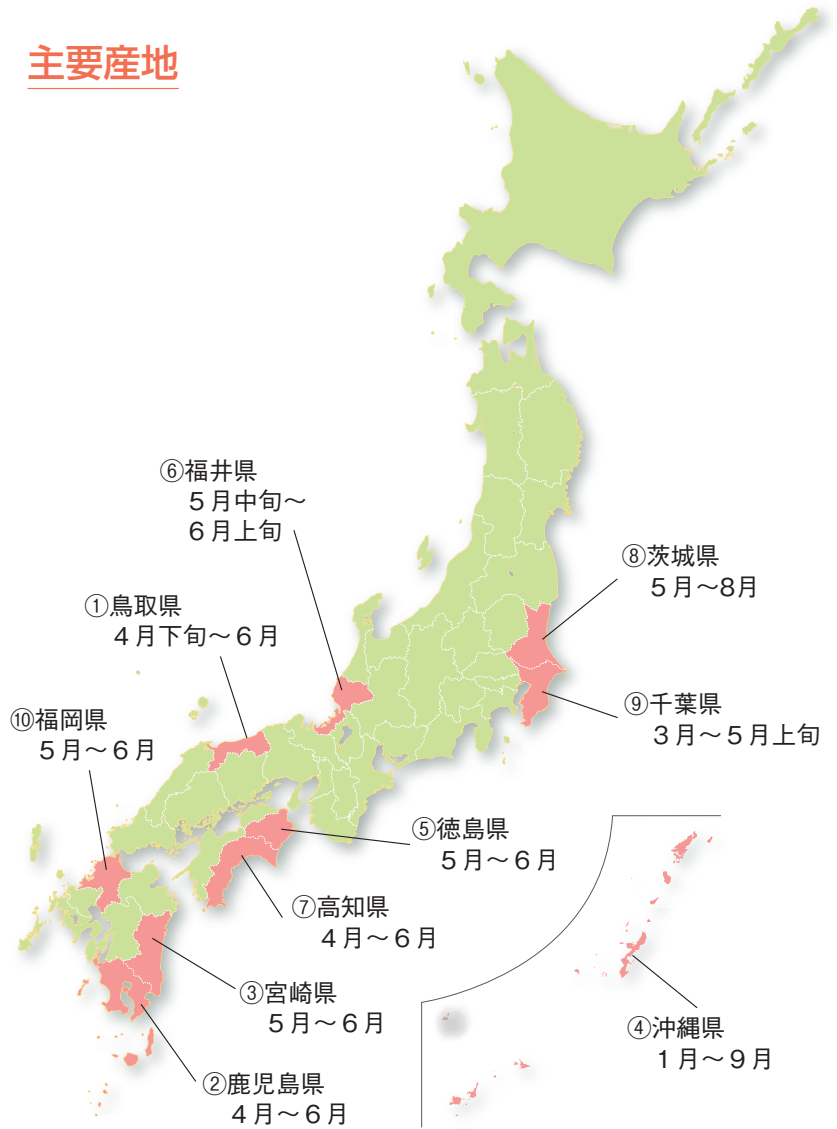 主要産地
⑥福井県
5月中旬～
6月上旬
⑧茨城県
5月～8月
①鳥取県
4月下旬～6月
⑨千葉県
3月～5月上旬
⑩福岡県
5月～6月
⑤徳島県
5月～6月
⑦高知県
4月～6月
③宮崎県
5月～6月
④沖縄県
1月～9月
②鹿児島県
4月～6月